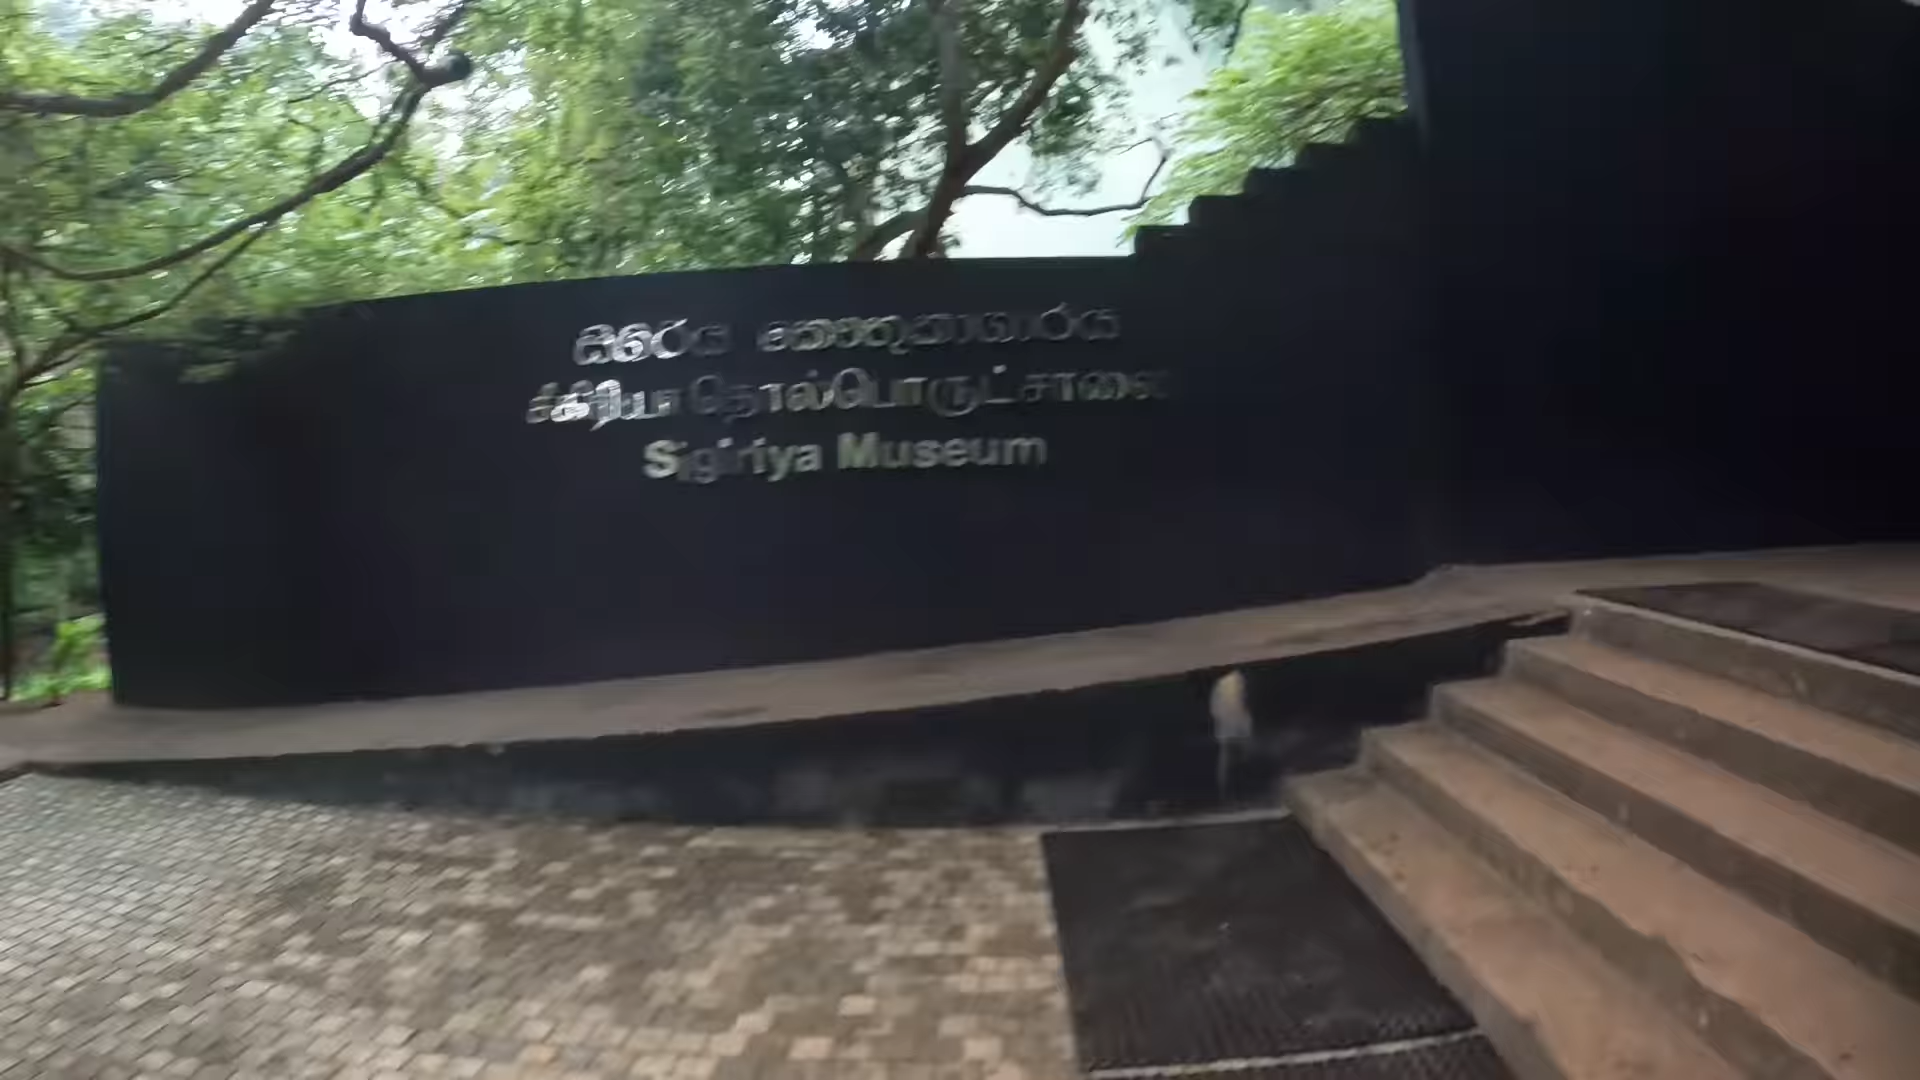 සීගිරිය කෞතුකාගාරය
சீகிரியா தொல்பொருட்சாலை
Sigiriya Museum